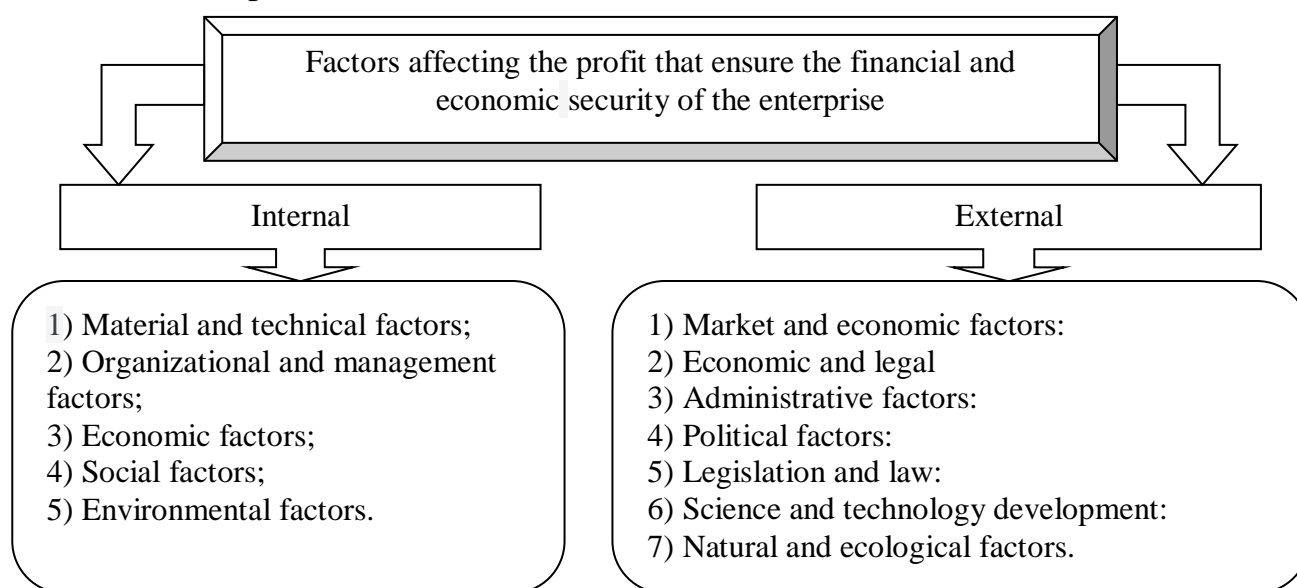 Factors affecting the profit that ensure the financial and
economic security of the enterprise
Internal
External
1) Material and technical factors;
2) Organizational and management
factors;
3) Economic factors;
4) Social factors;
5) Environmental factors.
1) Market and economic factors:
2) Economic and legal
3) Administrative factors:
4) Political factors:
5) Legislation and law:
6) Science and technology development:
7) Natural and ecological factors.